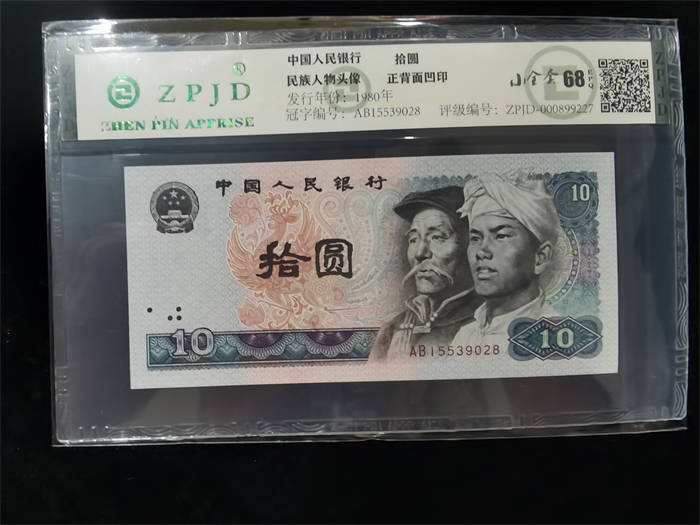 ZPJD ®
ZHEN PIN APPRISE
中国人民银行 拾圆
民族人物头像 正背面凹印
发行年份：1980年
冠字编号：AB15539028 评级编号：ZPJD-000899227
68 EPQ
ZPJD
中国人民银行
10
拾圆
AB15539028
10
10